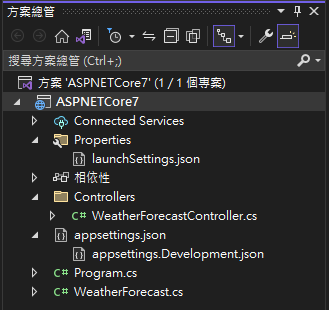 方案總管
搜尋方案總管 (Ctrl+;)
方案 'ASPNETCore7' (1 / 1 個專案)
ASPNETCore7
Connected Services
Properties
launchSettings.json
相依性
Controllers
C# WeatherForecastController.cs
appsettings.json
appsettings.Development.json
C# Program.cs
C# WeatherForecast.cs